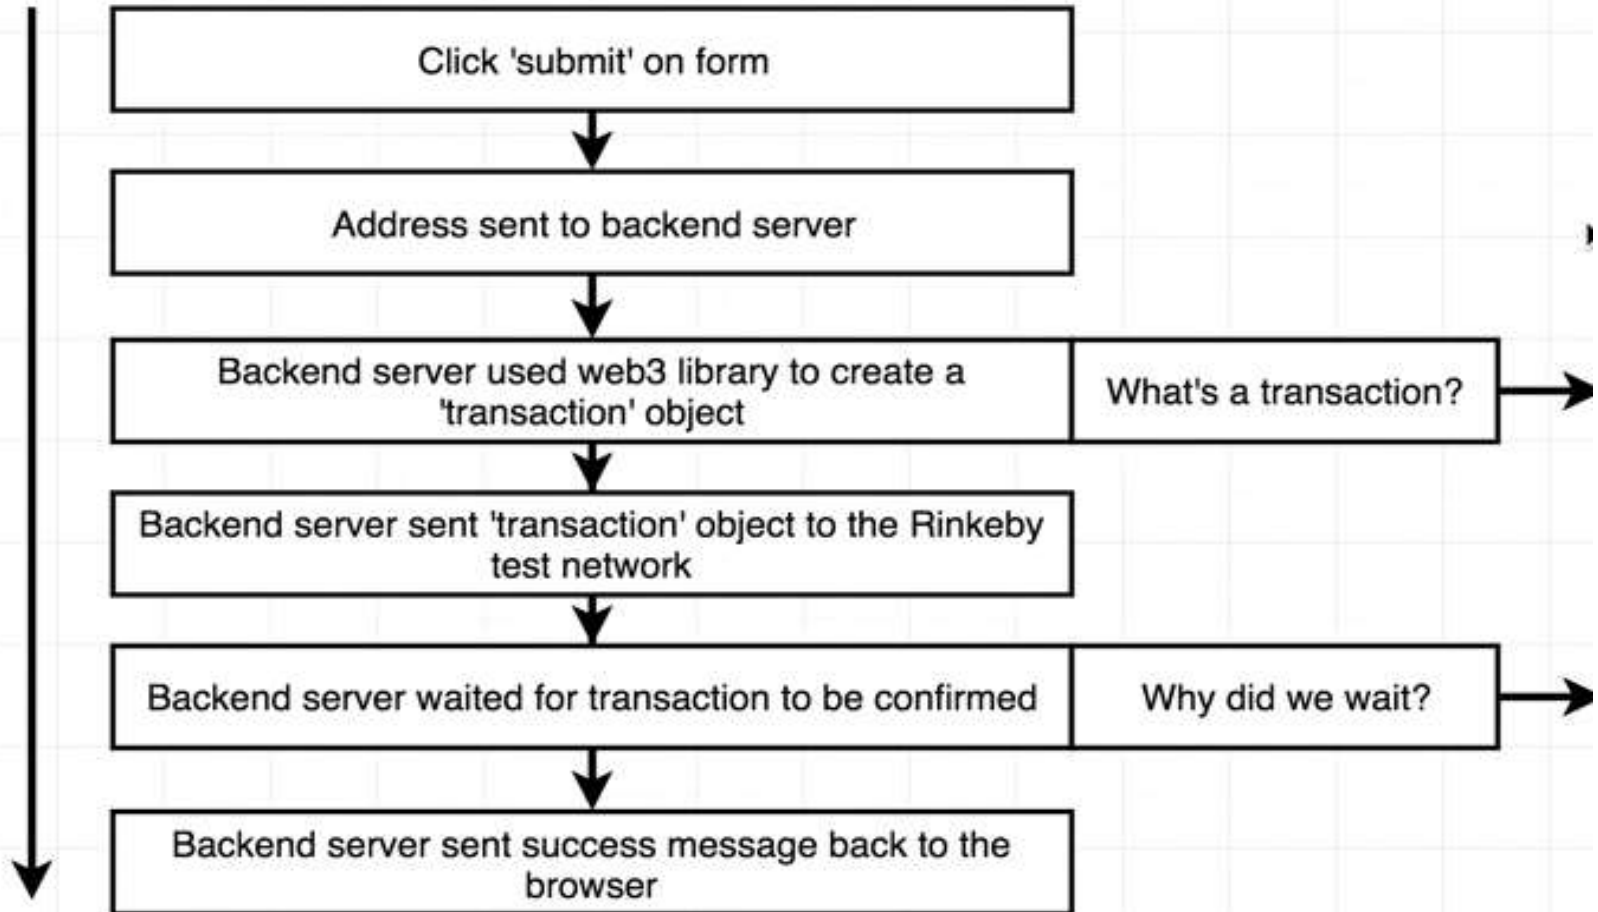 Click 'submit' on form
Address sent to backend server
Backend server used web3 library to create a
'transaction' object
What's a transaction?
Backend server sent 'transaction' object to the Rinkeby
test network
Backend server waited for transaction to be confirmed
Why did we wait?
Backend server sent success message back to the
browser